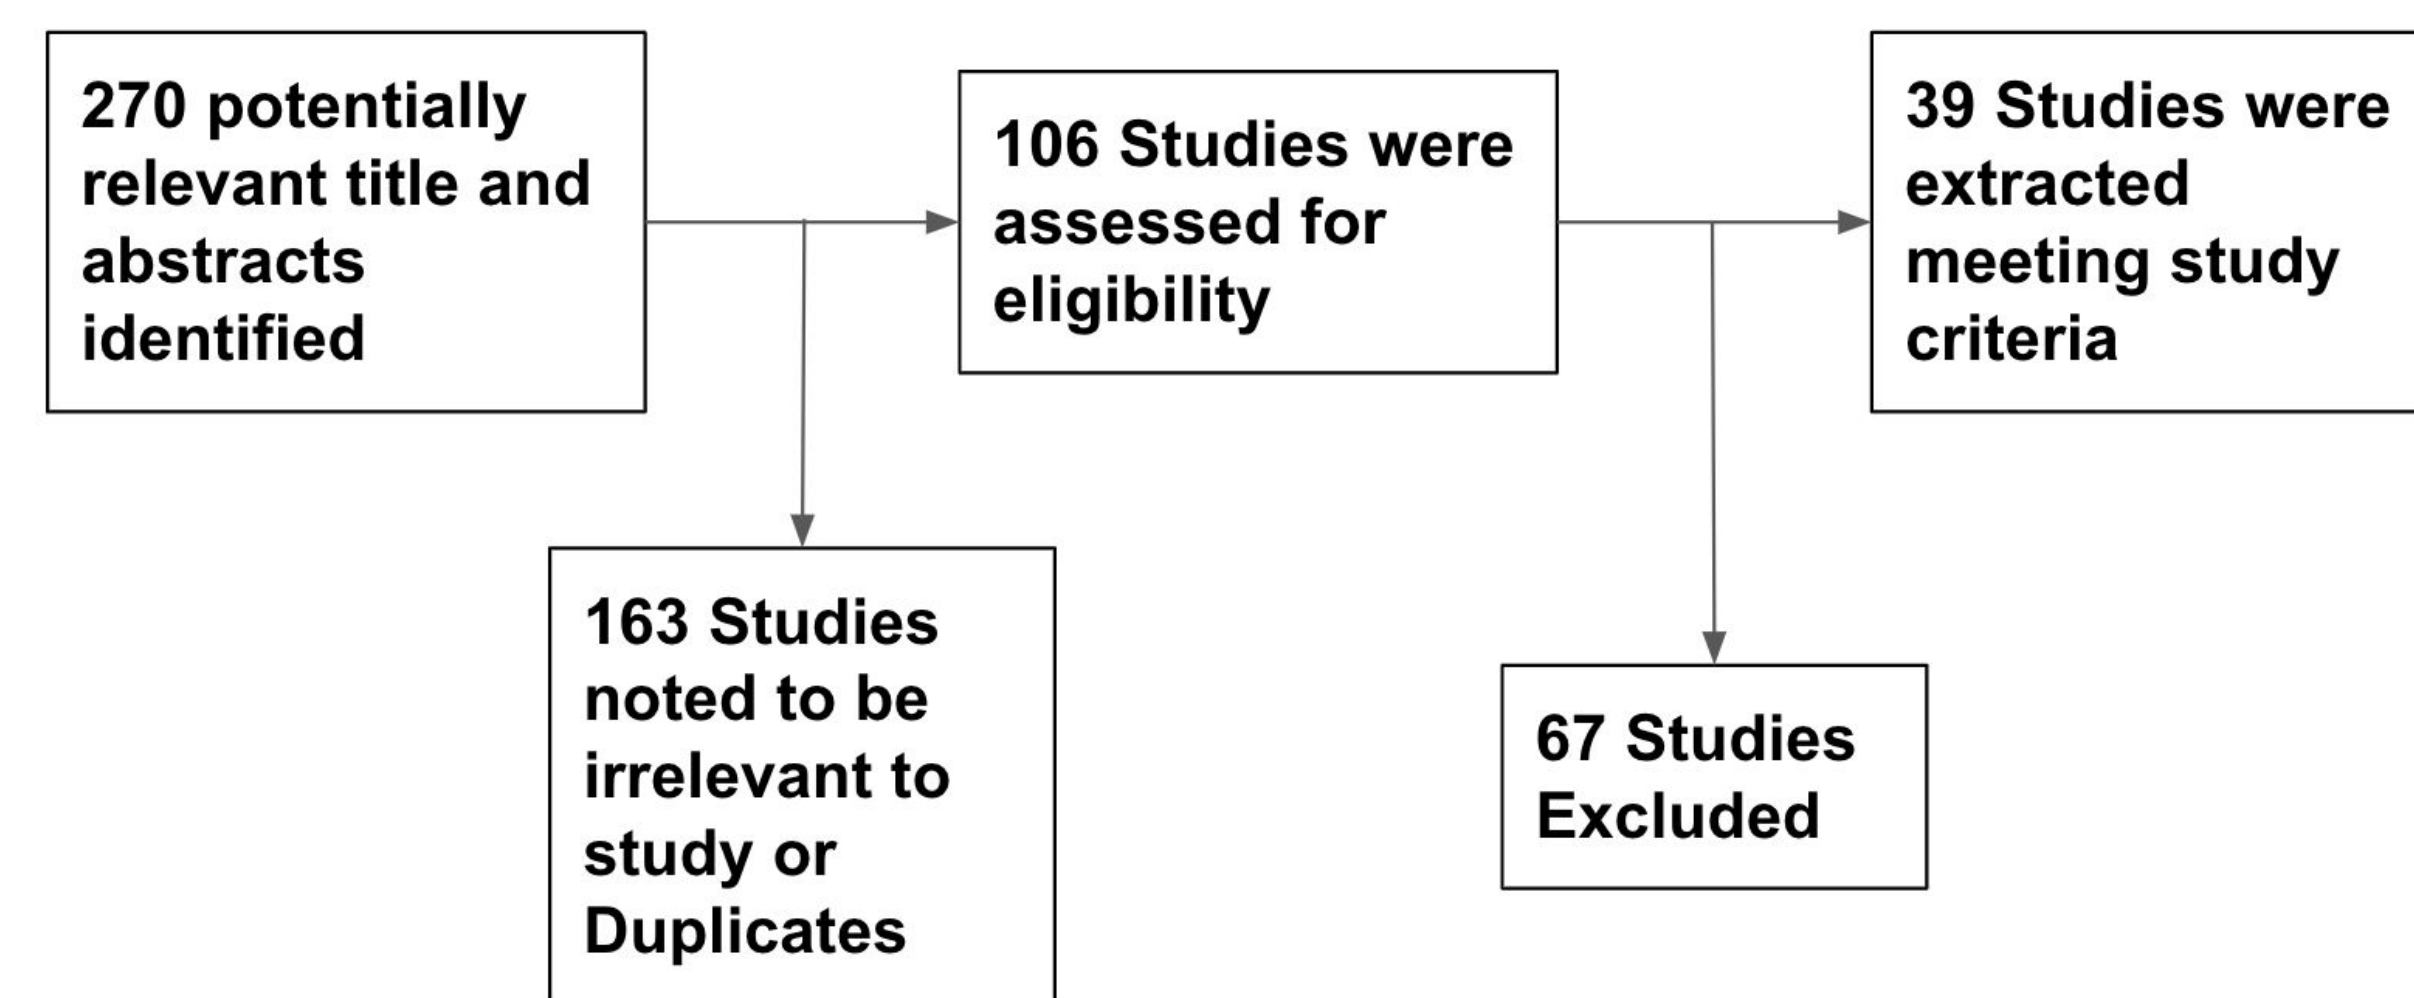 270 potentially
relevant title and
abstracts
identified
106 Studies were
assessed for
eligibility
39 Studies were
extracted
meeting study
criteria
163 Studies
noted to be
irrelevant to
study or
Duplicates
67 Studies
Excluded